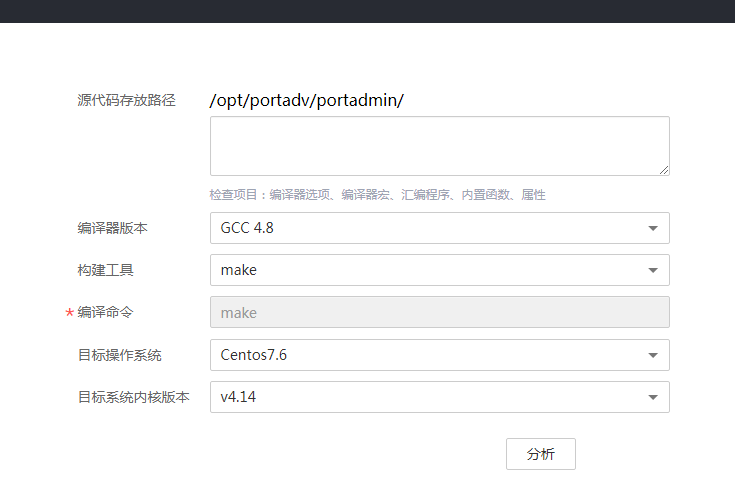 源代码存放路径 /opt/portadv/portadmin/
检查项目：编译器选项、编译器宏、汇编程序、内置函数、属性
编译器版本 GCC 4.8
构建工具 make
* 编译命令 make
目标操作系统 Centos7.6
目标系统内核版本 v4.14
分析